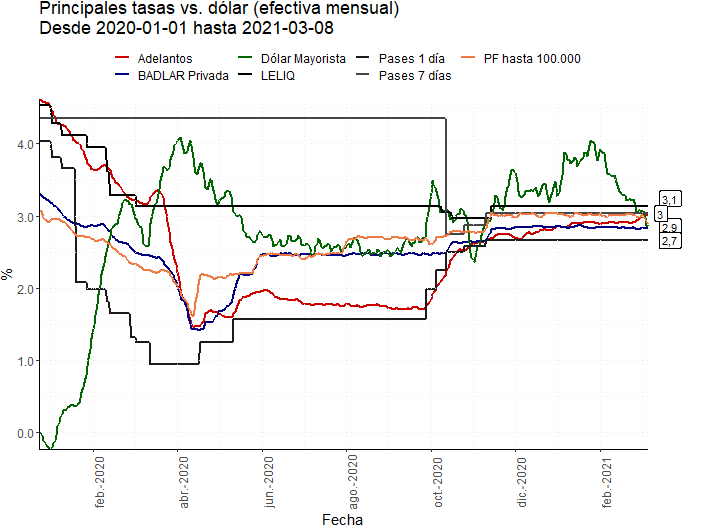 Principales tasas vs. dólar (efectiva mensual)
Desde 2020-01-01 hasta 2021-03-08
Adelantos Dólar Mayorista Pases 1 día PF hasta 100.000
BADLAR Privada LELIQ Pases 7 días
4.0
3.0
2.0
1.0
0.0
%
3,1
3
2,9
2,7
feb.-2020 abr.-2020 jun.-2020 ago.-2020 oct.-2020 dic.-2020 feb.-2021
Fecha